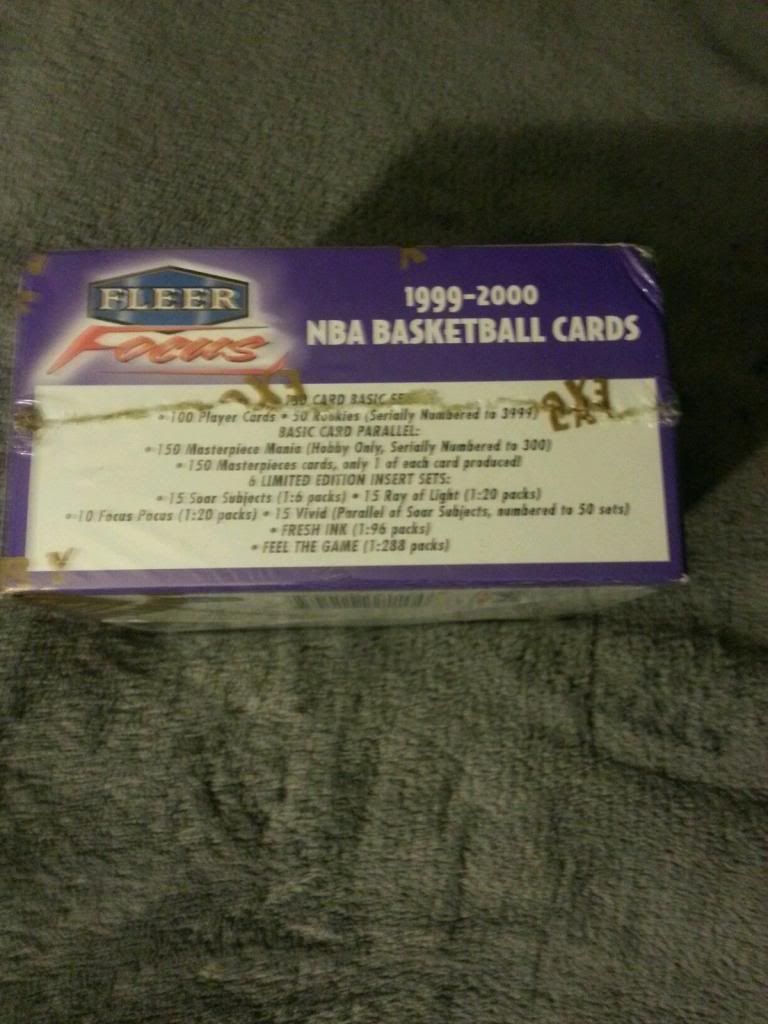 FLEER
Focus
1999-2000
NBA BASKETBALL CARDS
CARD BASIC
• 100 Player Cards • 50 Rookies (Serially Numbered to 3999)
BASIC CARD PARALLEL:
• 150 Masterpiece Mania (Hobby Only, Serially Numbered to 300)
• 150 Masterpieces cards, only 1 of each card produced!
6 LIMITED EDITION INSERT SETS:
• 15 Soar Subjects (1:6 packs) • 15 Ray of Light (1:20 packs)
• 10 Focus Pocus (1:20 packs) • 15 Vivid (Parallel of Soar Subjects, numbered to 50 sets)
• FRESH INK (1:96 packs)
• FEEL THE GAME (1:288 packs)